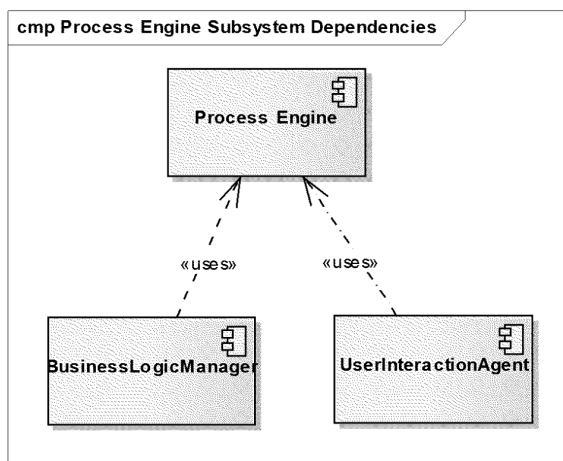 cmp Process Engine Subsystem Dependencies
Process Engine
«uses»
«uses»
BusinessLogicManager
UserInteractionAgent